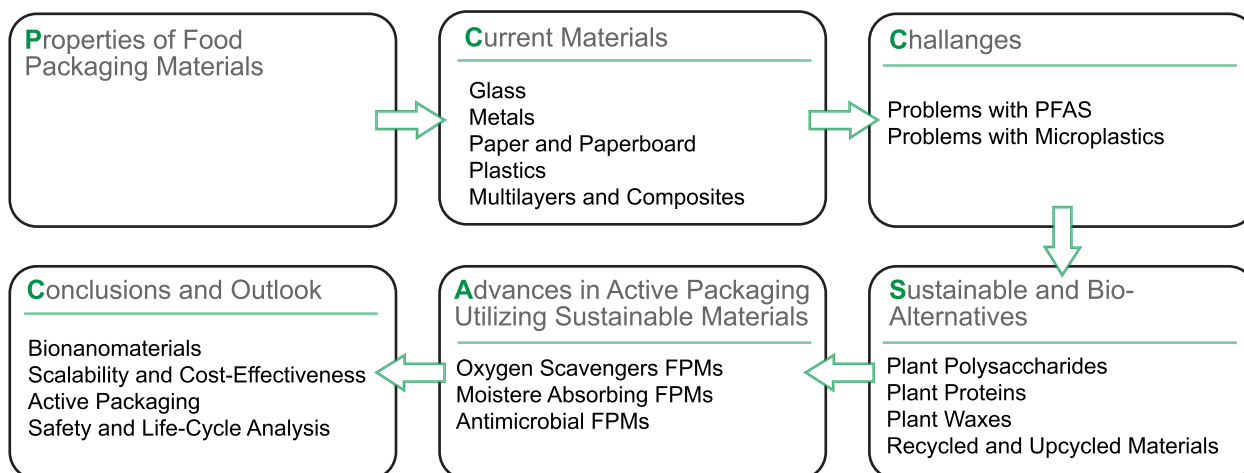 Properties of Food
Packaging Materials
Current Materials
Glass
Metals
Paper and Paperboard
Plastics
Multilayers and Composites
Challanges
Problems with PFAS
Problems with Microplastics
Sustainable and Bio-
Alternatives
Plant Polysaccharides
Plant Proteins
Plant Waxes
Recycled and Upcycled Materials
Advances in Active Packaging
Utilizing Sustainable Materials
Oxygen Scavengers FPMs
Moistere Absorbing FPMs
Antimicrobial FPMs
Conclusions and Outlook
Bionanomaterials
Scalability and Cost-Effectiveness
Active Packaging
Safety and Life-Cycle Analysis